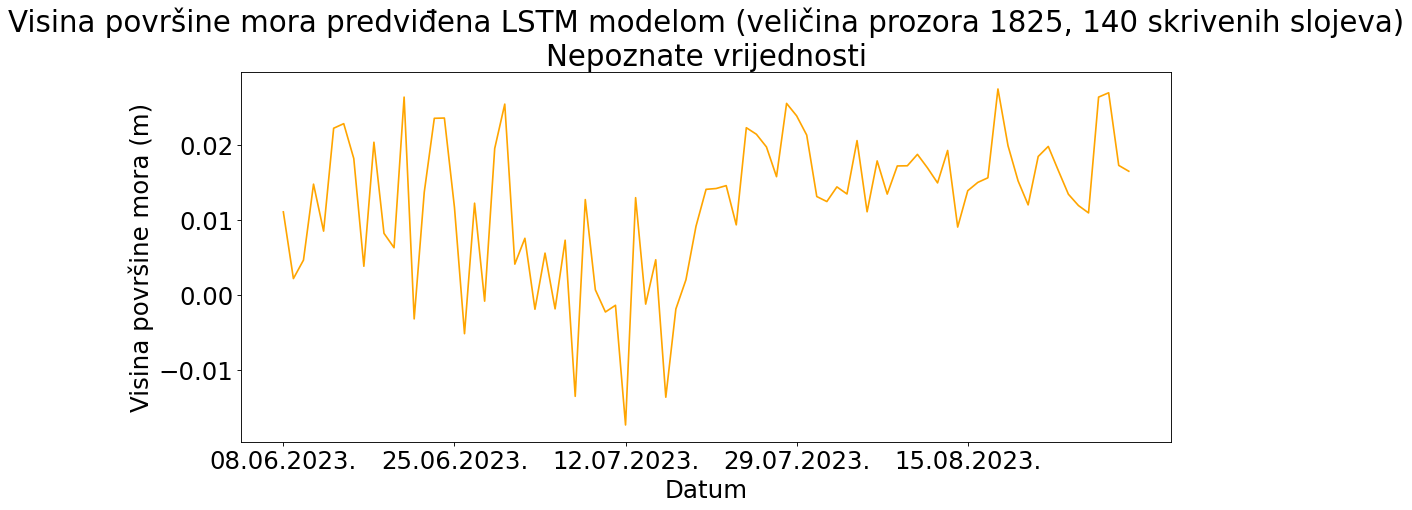 Visina površine mora predviđena LSTM modelom (veličina prozora 1825, 140 skrivenih slojeva)
Nepoznate vrijednosti
Visina površine mora (m)
0.02
0.01
0.00
−0.01
08.06.2023. 25.06.2023. 12.07.2023. 29.07.2023. 15.08.2023.
Datum